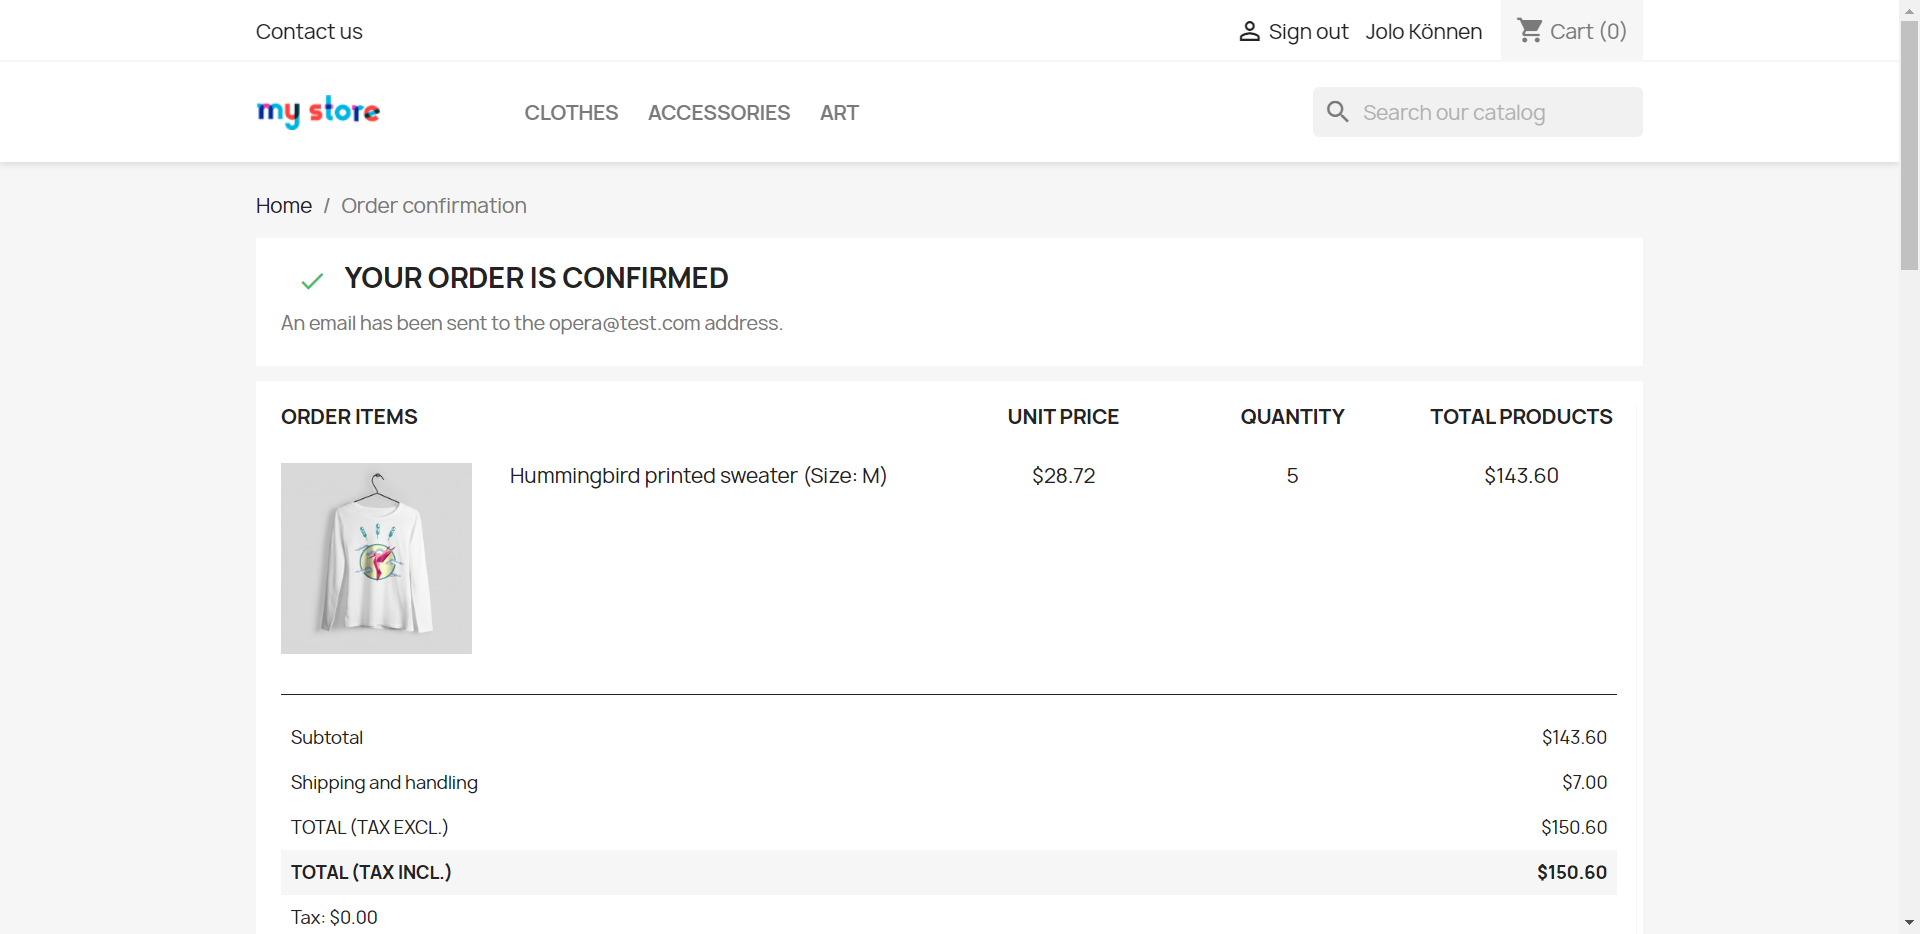 Contact us
Sign out Jolo Können Cart (0)
my store
CLOTHES ACCESSORIES ART
Search our catalog
Home / Order confirmation
YOUR ORDER IS CONFIRMED
An email has been sent to the opera@test.com address.
ORDER ITEMS UNIT PRICE QUANTITY TOTAL PRODUCTS
Hummingbird printed sweater (Size: M) $28.72 5 $143.60
Subtotal $143.60
Shipping and handling $7.00
TOTAL (TAX EXCL.) $150.60
TOTAL (TAX INCL.) $150.60
Tax: $0.00